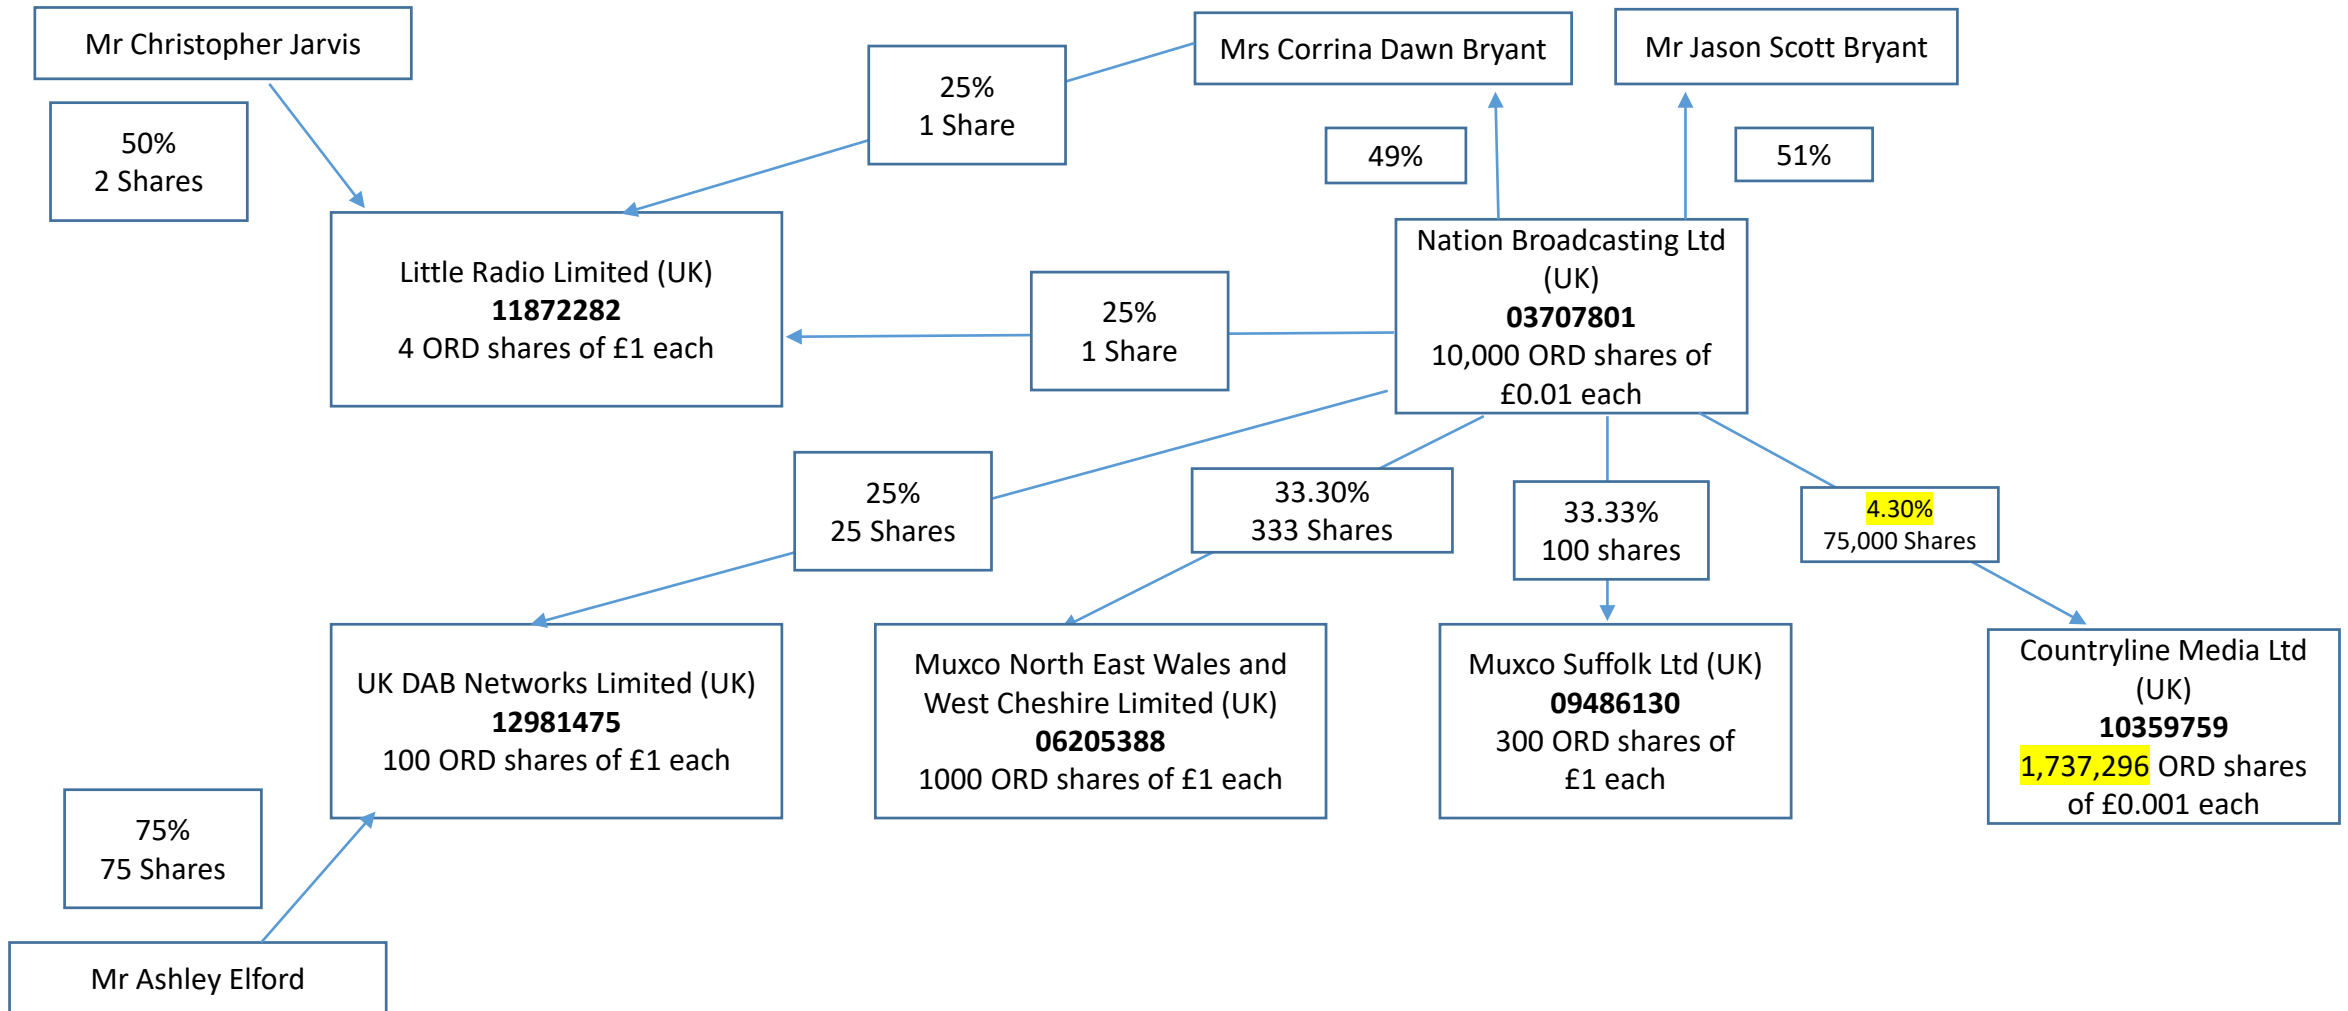 Mr Christopher Jarvis
Mrs Corrina Dawn Bryant
Mr Jason Scott Bryant
50%
2 Shares
25%
1 Share
49%
51%
Little Radio Limited (UK)
11872282
4 ORD shares of £1 each
25%
1 Share
Nation Broadcasting Ltd
(UK)
03707801
10,000 ORD shares of
£0.01 each
25%
25 Shares
33.30%
333 Shares
33.33%
100 shares
4.30%
75,000 Shares
UK DAB Networks Limited (UK)
12981475
100 ORD shares of £1 each
Muxco North East Wales and
West Cheshire Limited (UK)
06205388
1000 ORD shares of £1 each
Muxco Suffolk Ltd (UK)
09486130
300 ORD shares of
£1 each
Countryline Media Ltd
(UK)
10359759
1,737,296 ORD shares
of £0.001 each
75%
75 Shares
Mr Ashley Elford